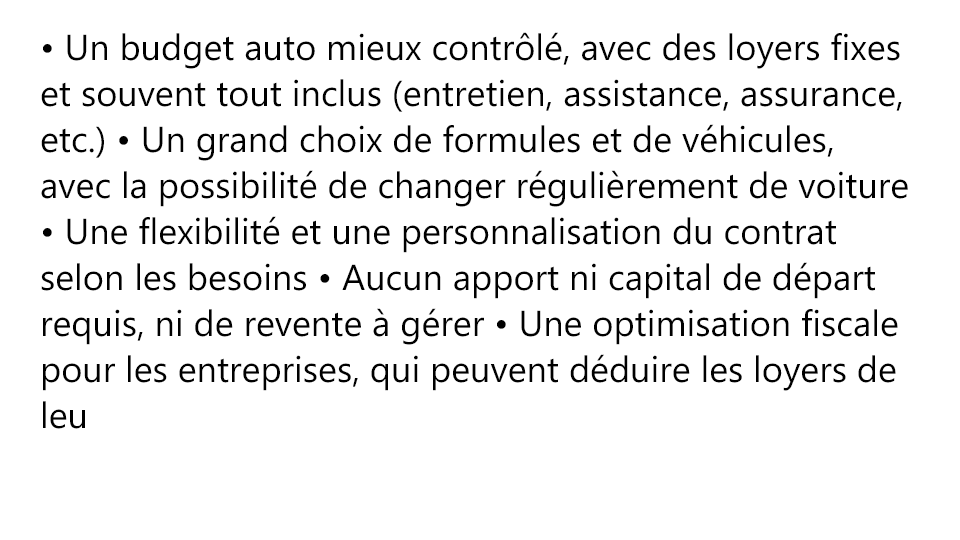 • Un budget auto mieux contrôlé, avec des loyers fixes
et souvent tout inclus (entretien, assistance, assurance,
etc.) • Un grand choix de formules et de véhicules,
avec la possibilité de changer régulièrement de voiture
• Une flexibilité et une personnalisation du contrat
selon les besoins • Aucun apport ni capital de départ
requis, ni de revente à gérer • Une optimisation fiscale
pour les entreprises, qui peuvent déduire les loyers de
leu